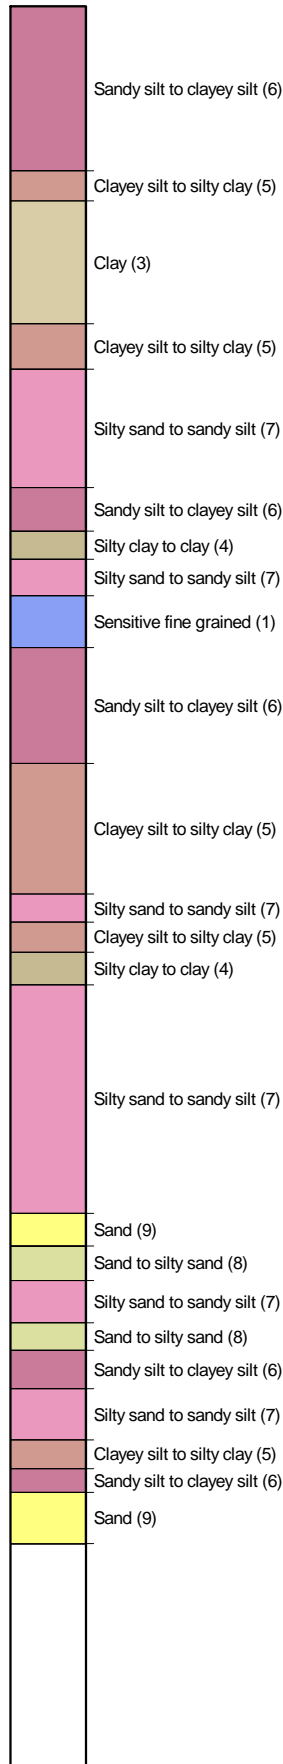 Sandy silt to clayey silt (6)
Clayey silt to silty clay (5)
Clay (3)
Clayey silt to silty clay (5)
Silty sand to sandy silt (7)
Sandy silt to clayey silt (6)
Silty clay to clay (4)
Silty sand to sandy silt (7)
Sensitive fine grained (1)
Sandy silt to clayey silt (6)
Clayey silt to silty clay (5)
Silty sand to sandy silt (7)
Clayey silt to silty clay (5)
Silty clay to clay (4)
Silty sand to sandy silt (7)
Sand (9)
Sand to silty sand (8)
Silty sand to sandy silt (7)
Sand to silty sand (8)
Sandy silt to clayey silt (6)
Silty sand to sandy silt (7)
Clayey silt to silty clay (5)
Sandy silt to clayey silt (6)
Sand (9)